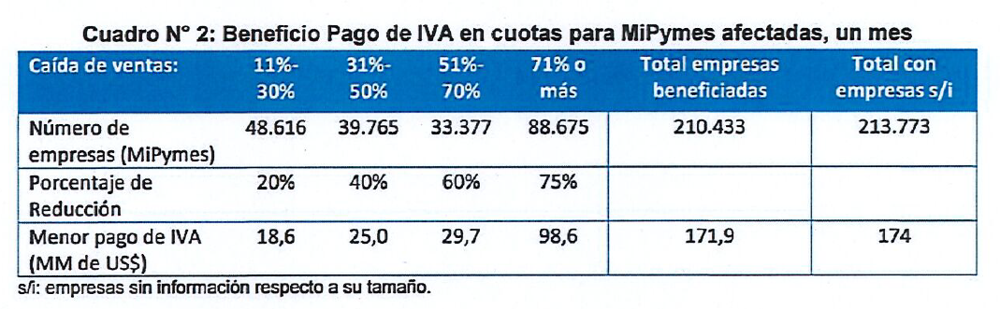 Cuadro N° 2: Beneficio Pago de IVA en cuotas para MiPymes afectadas, un mes
Caída de ventas: 11%- 31%- 51%- 71% o Total empresas Total con
30% 50% 70% más beneficiadas empresas s/i
Número de 48.616 39.765 33.377 88.675 210.433 213.773
empresas (MiPymes)
Porcentaje de 20% 40% 60% 75%
Reducción
Menor pago de IVA 18,6 25,0 29,7 98,6 171,9 174
(MM de US$)
s/i: empresas sin información respecto a su tamaño.